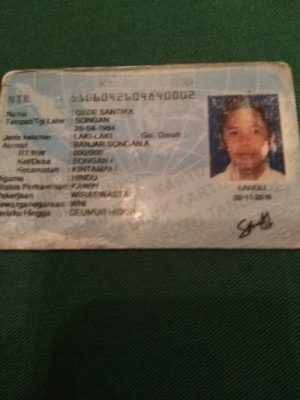 NIK 5106042604840002
Nama : GEDE SANTIKA
Tempat/Tgl Lahir : SONGAN
26-04-1984
Jenis kelamin : LAKI-LAKI Gol. Darah
Alamat : BANJAR SONGAN A
RT/RW : 000/000
Kel/Desa : SONGAN
Kecamatan : KINTAMANI
Agama : HINDU
Status Perkawinan : KAWIN
Pekerjaan : WIRASWASTA
Kewarganegaraan : WNI
Berlaku Hingga : SEUMUR HIDUP
BANGLI